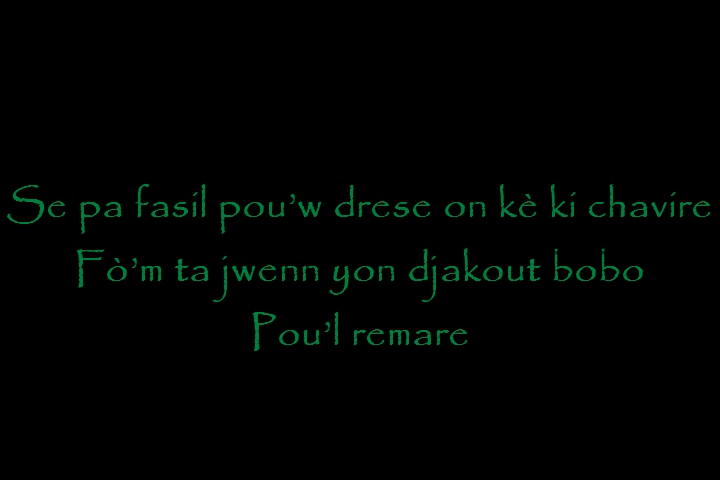 Se pa fasil pou’w drese on kè ki chavire
Fò’m ta jwenn yon djakout bobo
Pou’l remare